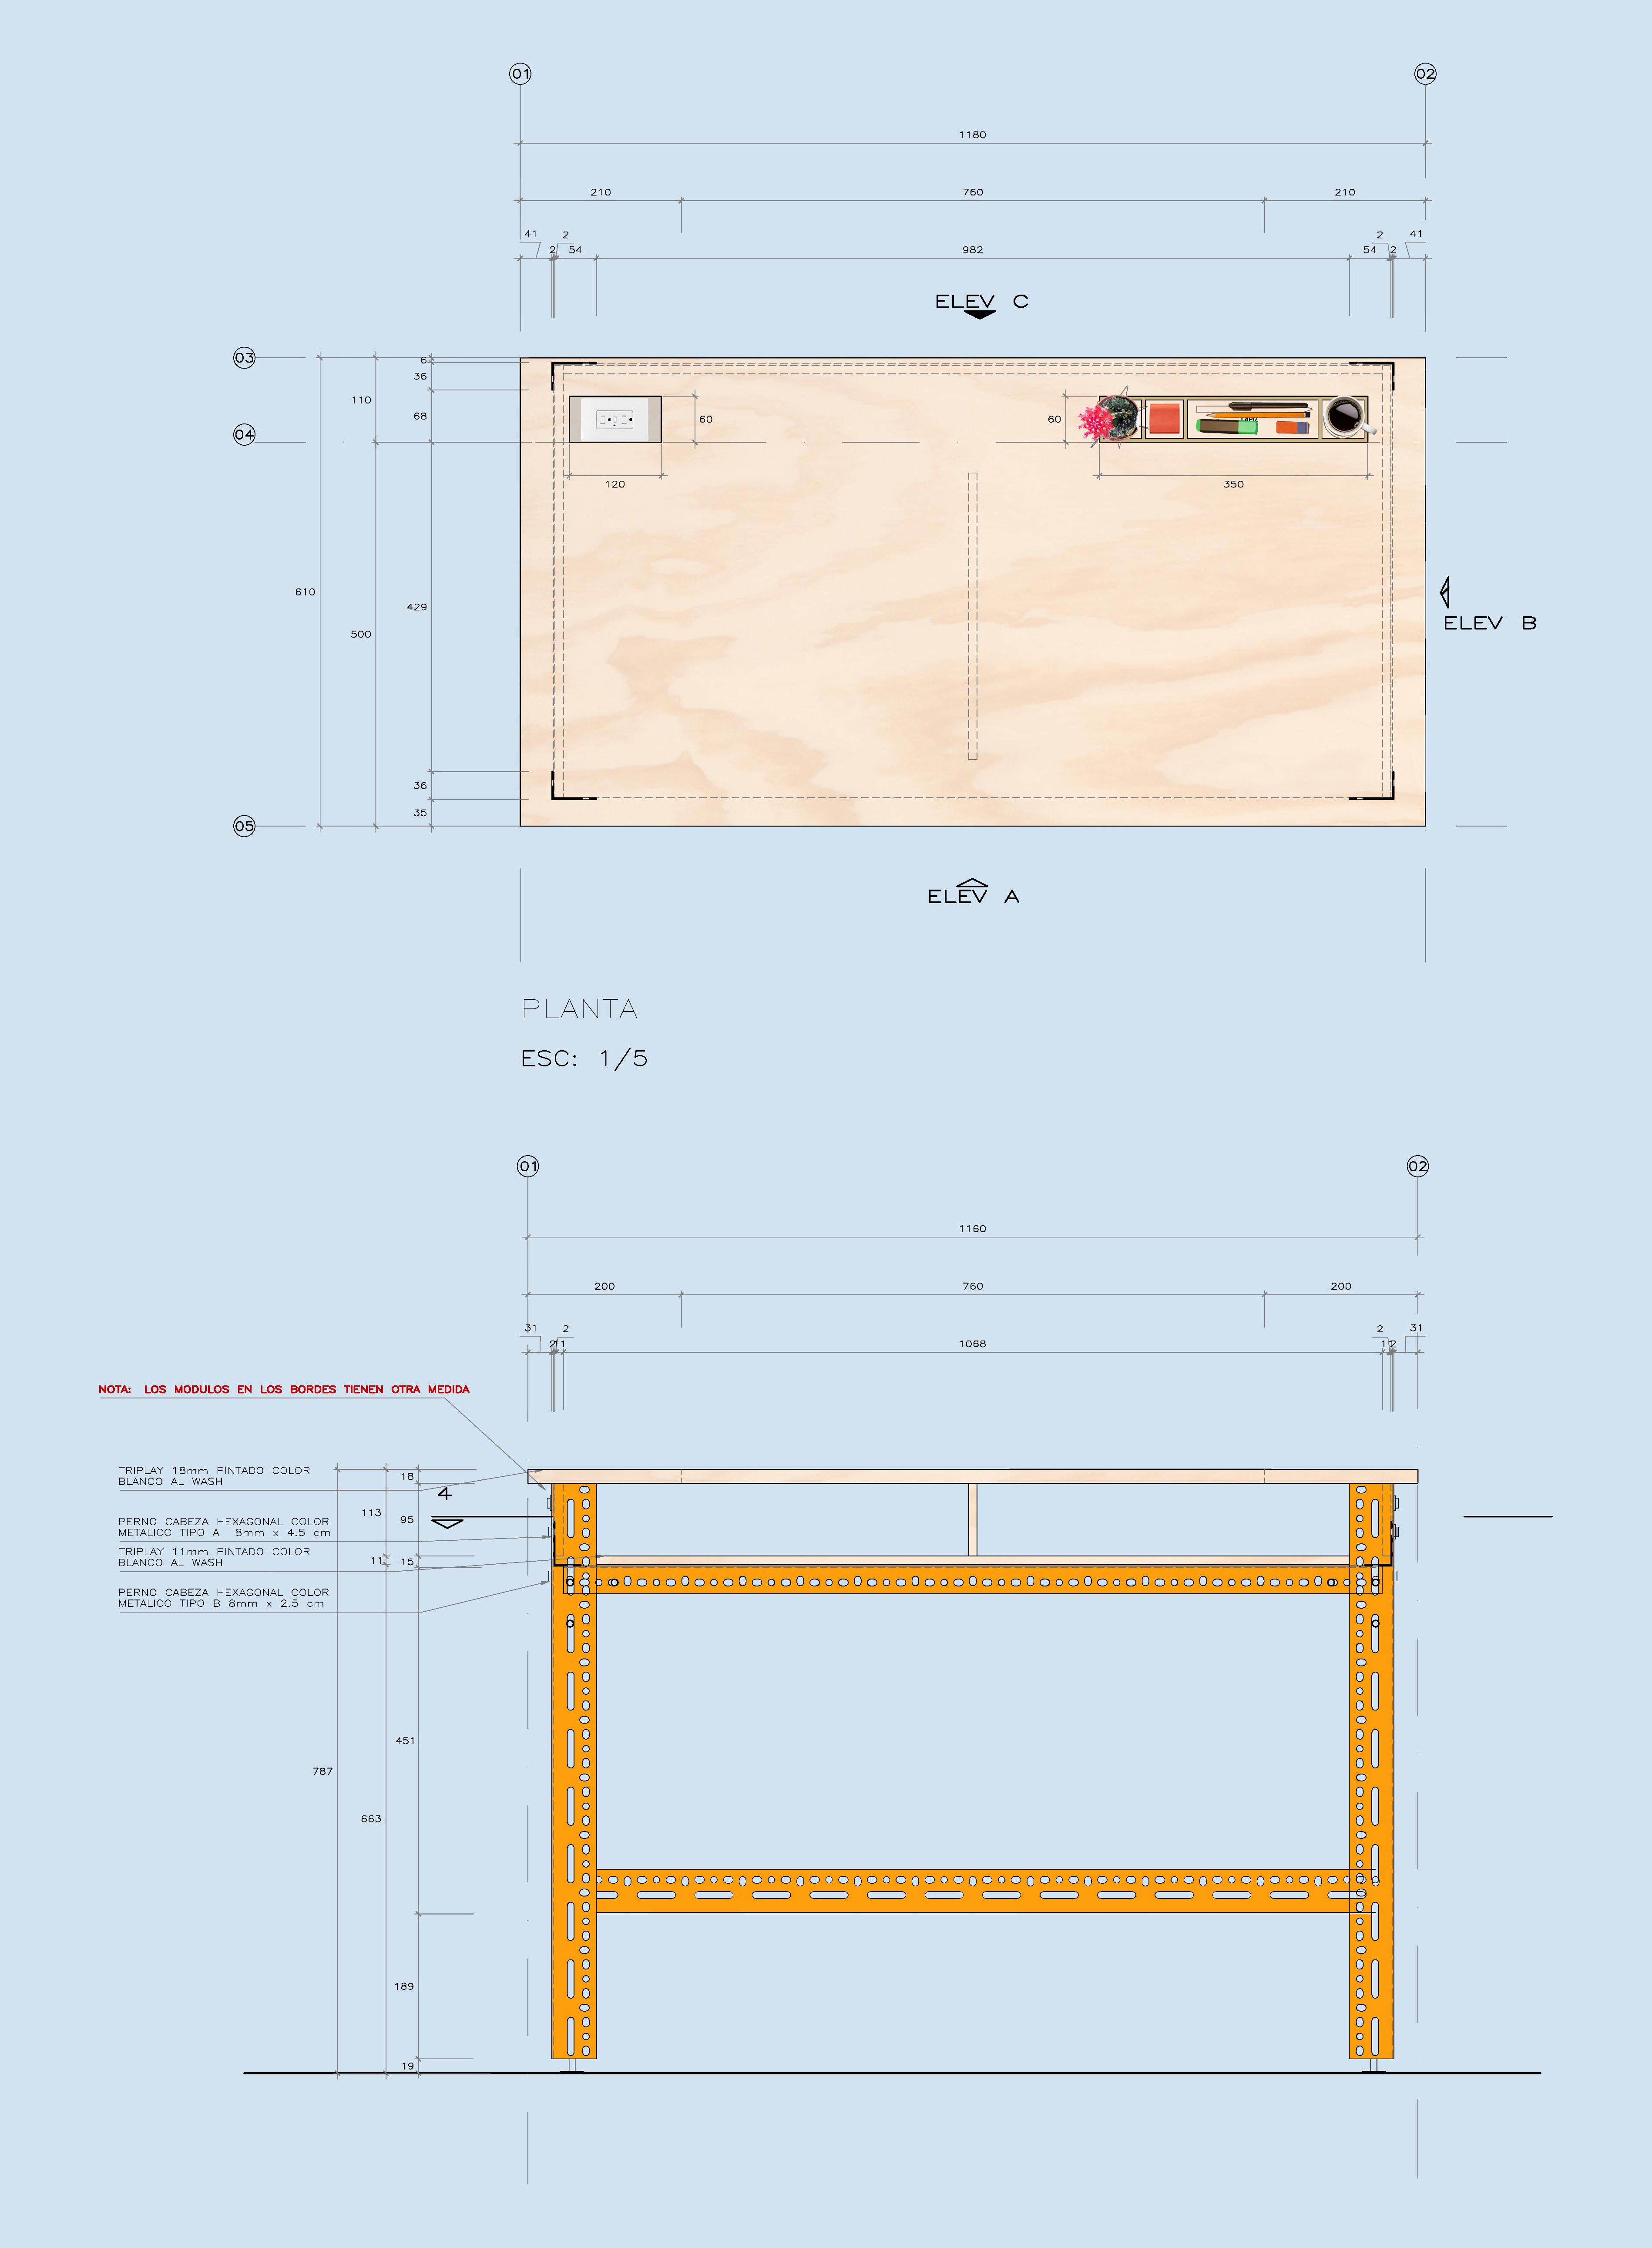 01 02
1180
210 760 210
41 2 2 41
2 54 982 54 2
ELEV C
03
6
36
110
68
60 60
04
120 350
610
429
500
ELEV B
36
35
05
ELEV A
PLANTA
ESC: 1/5
01 02
1160
200 760 200
31 2 2 31
1068
NOTA: LOS MODULOS EN LOS BORDES TIENEN OTRA MEDIDA
TRIPLAY 18mm PINTADO COLOR
BLANCO AL WASH
18
4
113
95
PERNO CABEZA HEXAGONAL COLOR
METALICO TIPO A 8mm x 4.5 cm
TRIPLAY 11mm PINTADO COLOR
BLANCO AL WASH
11 15
PERNO CABEZA HEXAGONAL COLOR
METALICO TIPO B 8mm x 2.5 cm
451
787
663
189
19